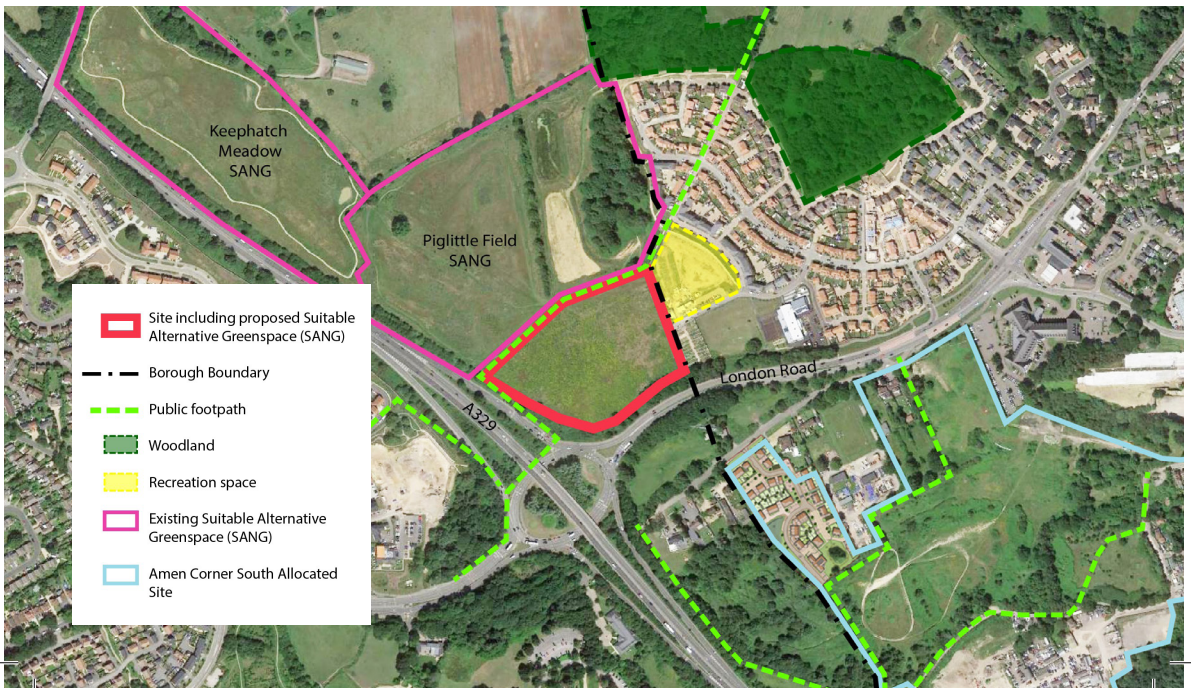 Keephatch
Meadow
SANG
Piglittle Field
SANG
London Road
A329
Site including proposed Suitable
Alternative Greenspace (SANG)
Borough Boundary
Public footpath
Woodland
Recreation space
Existing Suitable Alternative
Greenspace (SANG)
Amen Corner South Allocated
Site